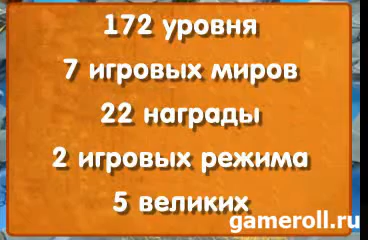 172 уровня
7 игровых миров
22 награды
2 игровых режима
5 великих
gameroll.ru